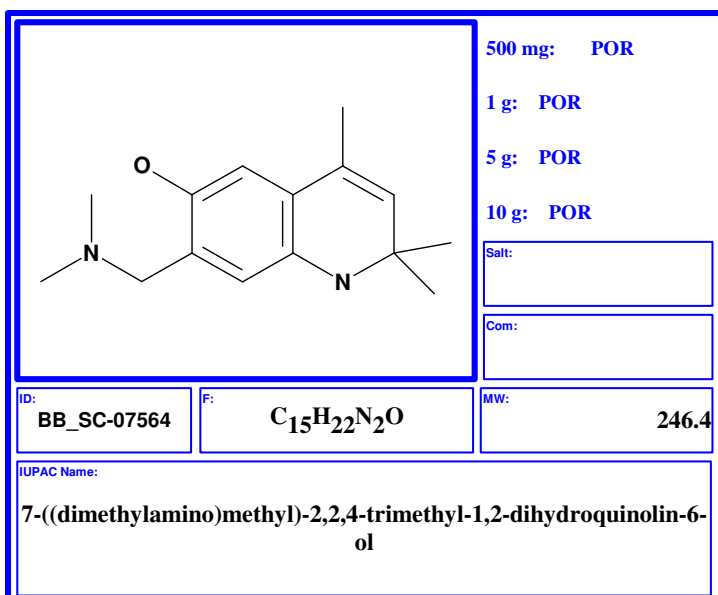 500 mg: POR
1 g: POR
5 g: POR
10 g: POR
O
N
N
Salt:
Com:
ID:
BB_SC-07564
F:
C15H22N2O
MW:
246.4
IUPAC Name:
7-((dimethylamino)methyl)-2,2,4-trimethyl-1,2-dihydroquinolin-6-
ol